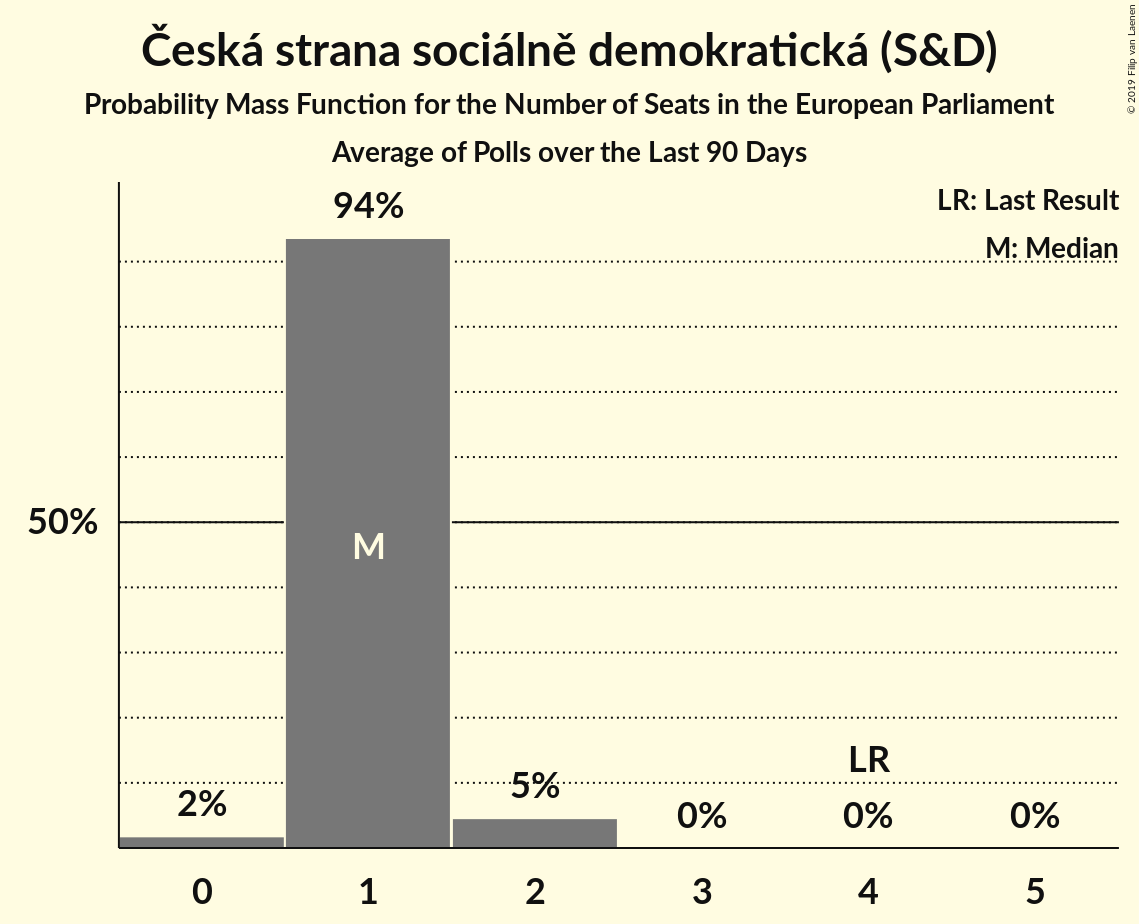 Česká strana sociálně demokratická (S&D)
Probability Mass Function for the Number of Seats in the European Parliament
Average of Polls over the Last 90 Days
© 2019 Filip van Laenen
LR: Last Result
M: Median
94%
50%
M
LR
2%
5%
0%
0%
0%
0
1
2
3
4
5